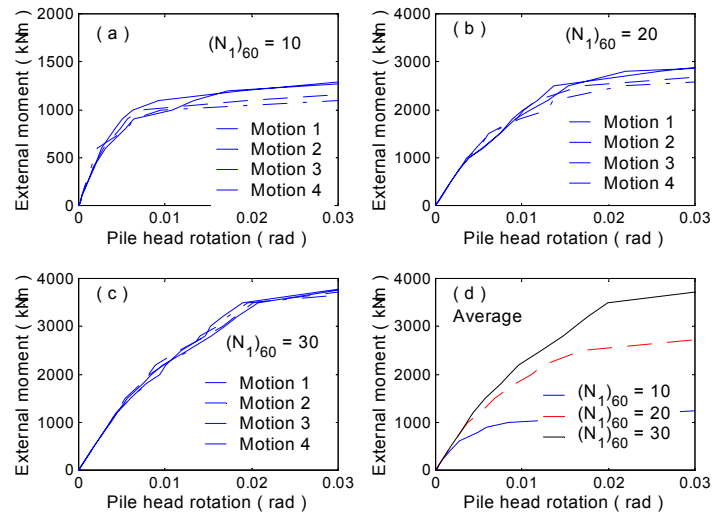 ( a )
(N1)60 = 10
External moment ( kNm )
2000
1500
1000
500
0
Motion 1
Motion 2
Motion 3
Motion 4
0
0.01
0.02
0.03
Pile head rotation ( rad )
( b )
(N1)60 = 20
External moment ( kNm )
4000
3000
2000
1000
0
Motion 1
Motion 2
Motion 3
Motion 4
0
0.01
0.02
0.03
Pile head rotation ( rad )
( c )
(N1)60 = 30
External moment ( kNm )
4000
3000
2000
1000
0
Motion 1
Motion 2
Motion 3
Motion 4
0
0.01
0.02
0.03
Pile head rotation ( rad )
( d )
Average
External moment ( kNm )
4000
3000
2000
1000
0
(N1)60 = 10
(N1)60 = 20
(N1)60 = 30
0
0.01
0.02
0.03
Pile head rotation ( rad )